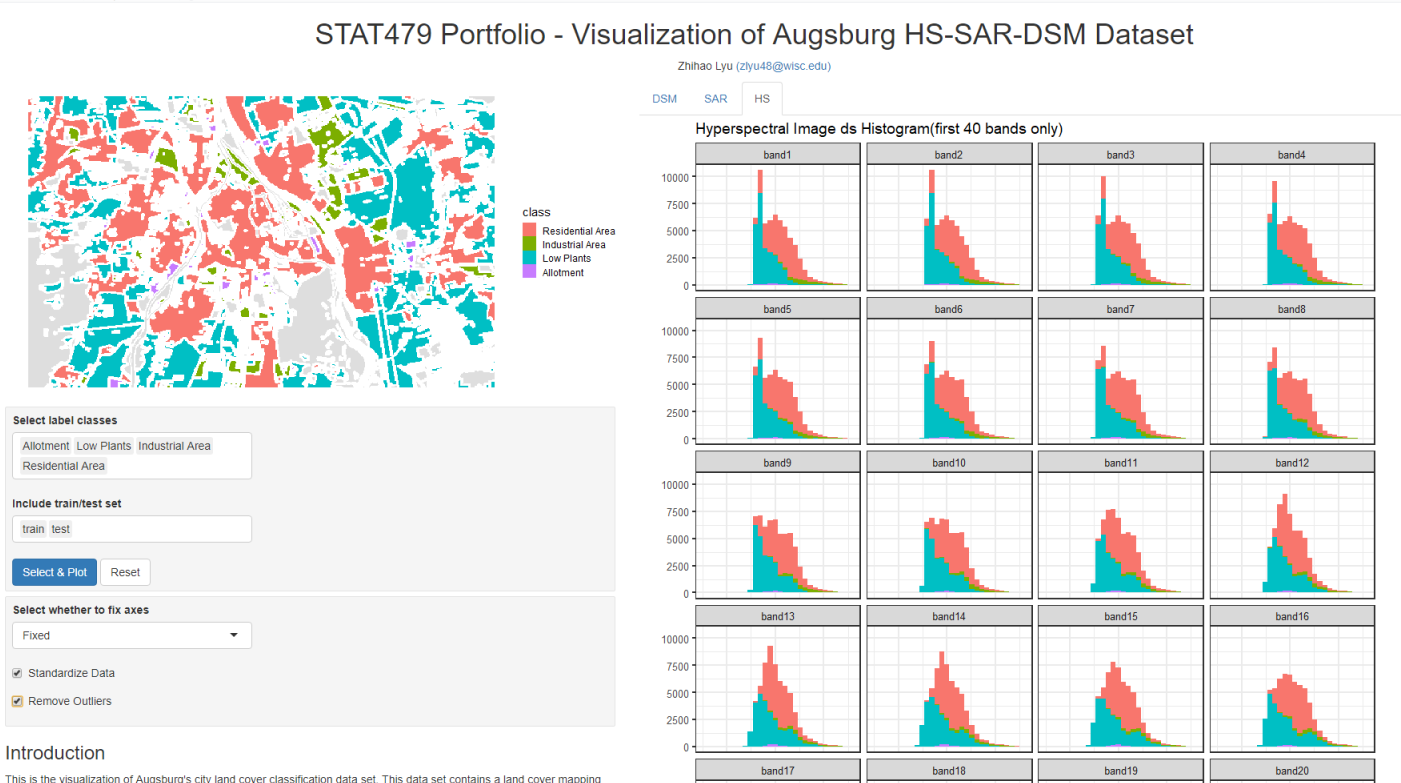 STAT479 Portfolio - Visualization of Augsburg HS-SAR-DSM Dataset
Zhihao Lyu (zlyu48@wisc.edu)
class
Residential Area
Industrial Area
Low Plants
Allotment
Select label classes
Allotment Low Plants Industrial Area
Residential Area
Include train/test set
train test
Select & Plot Reset
Select whether to fix axes
Fixed
Standardize Data
Remove Outliers
Introduction
This is the visualization of Augsburg's city land cover classification data set. This data set contains a land cover mapping
DSM SAR HS
Hyperspectral Image ds Histogram(first 40 bands only)
band1 band2 band3 band4
10000
7500
5000
2500
0
band5 band6 band7 band8
10000
7500
5000
2500
0
band9 band10 band11 band12
10000
7500
5000
2500
0
band13 band14 band15 band16
10000
7500
5000
2500
0
band17 band18 band19 band20